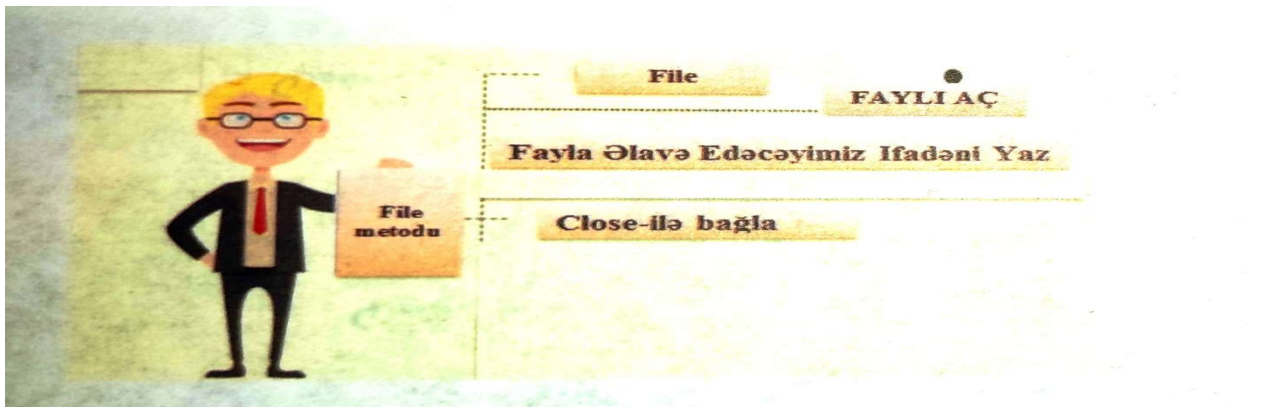 File
FAYLI AÇ
Fayla Əlavə Edəcəyimiz Ifadəni Yaz
File
metodu
Close-ilə bağla